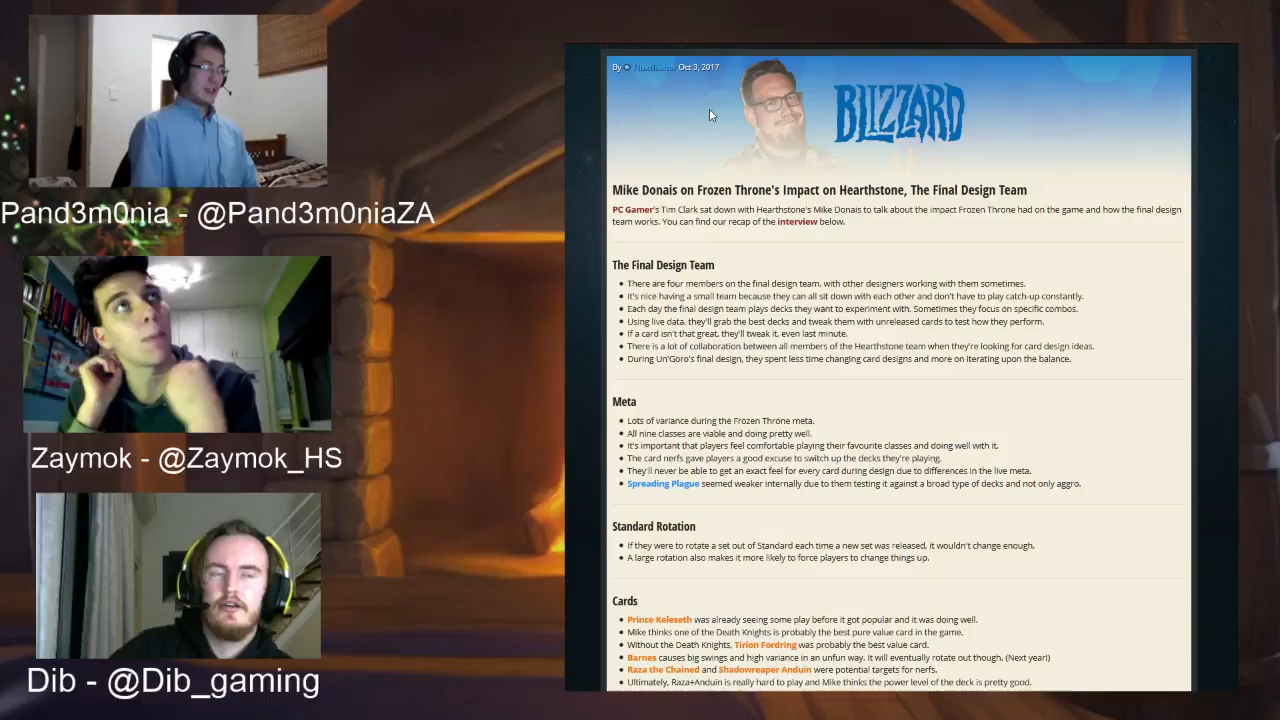 Pand3m0nia - @Pand3m0niaZA
Zaymok - @Zaymok_HS
Dib - @Dib_gaming
By Oct 3, 2017
BLIZZARD
Mike Donais on Frozen Throne's Impact on Hearthstone, The Final Design Team
PC Gamer's Tim Clark sat down with Hearthstone's Mike Donais to talk about the impact Frozen Throne had on the game and how the final design
team works. You can find our recap of the interview below.
The Final Design Team
There are four members on the final design team, with other designers working with them sometimes.
It's nice having a small team because they can all sit down with each other and don't have to play catch-up constantly.
Each day the final design team plays decks they want to experiment with. Sometimes they focus on specific combos.
Using live data, they'll grab the best decks and tweak them with unreleased cards to test how they perform.
If a card isn't that great, they'll tweak it, even last minute.
There is a lot of collaboration between all members of the Hearthstone team when they're looking for card design ideas.
During Un'Goro's final design, they spent less time changing card designs and more on iterating upon the balance.
Meta
Lots of variance during the Frozen Throne meta.
All nine classes are viable and doing pretty well.
It's important that players feel comfortable playing their favourite classes and doing well with it.
The card nerfs gave players a good excuse to switch up the decks they're playing.
They'll never be able to get an exact feel for every card during design due to differences in the live meta.
Spreading Plague seemed weaker internally due to them testing it against a broad type of decks and not only aggro.
Standard Rotation
If they were to rotate a set out of Standard each time a new set was released, it wouldn't change enough.
A large rotation also makes it more likely to force players to change things up.
Cards
Prince Keleseth was already seeing some play before it got popular and it was doing well.
Mike thinks one of the Death Knights is probably the best pure value card in the game.
Without the Death Knights, Tirion Fordring was probably the best value card.
Barnes causes big swings and high variance in an unfun way. It will eventually rotate out though. (Next year!)
Raza the Chained and Shadowreaper Anduin were potential targets for nerfs.
Ultimately, Raza+Anduin is really hard to play and Mike thinks the power level of the deck is pretty good.